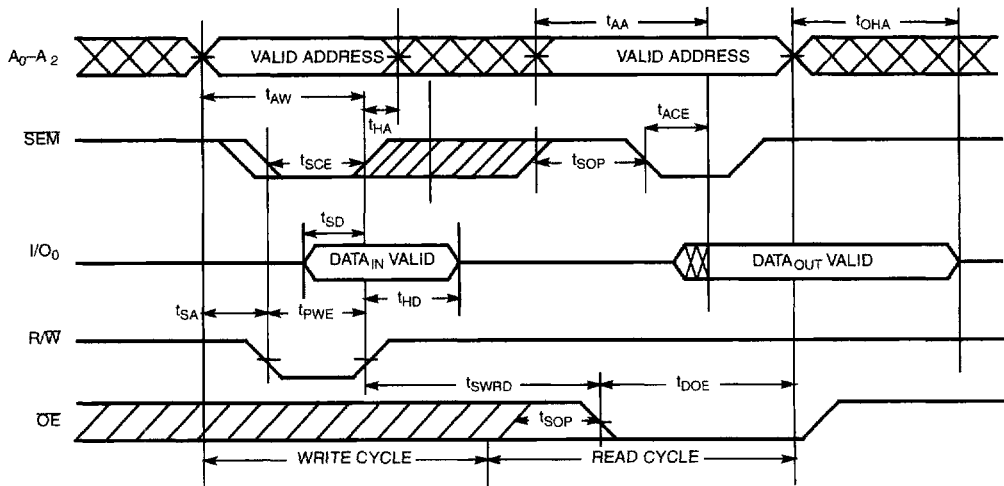 tAA
tOHA
A0–A2
VALID ADDRESS
VALID ADDRESS
tAW
tHA
tACE
SEM
tSCE
tSOP
tSD
I/O0
DATAIN VALID
DATAOUT VALID
tSA
tPWE
tHD
R/W
tSWRD
tDOE
OE
tSOP
WRITE CYCLE
READ CYCLE